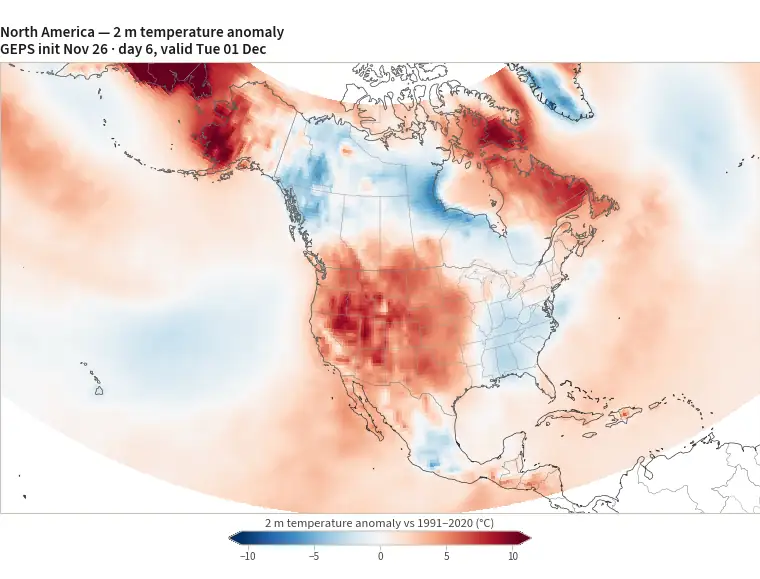 North America — 2 m temperature anomaly
GEPS init Nov 26 · day 6, valid Tue 01 Dec
2 m temperature anomaly vs 1991–2020 (°C)
−10 −5 0 5 10